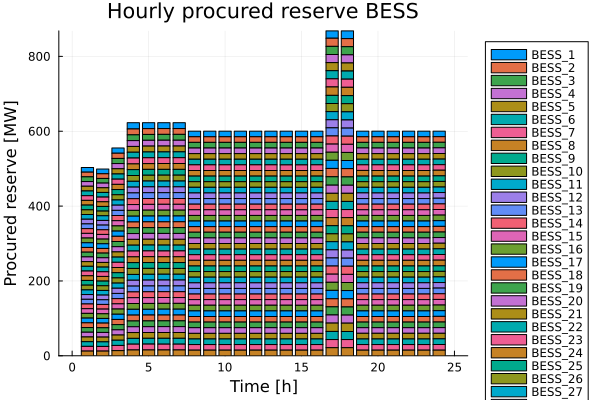 Hourly procured reserve BESS
Procured reserve [MW]
800
600
400
200
0
0 5 10 15 20 25
Time [h]
BESS_1
BESS_2
BESS_3
BESS_4
BESS_5
BESS_6
BESS_7
BESS_8
BESS_9
BESS_10
BESS_11
BESS_12
BESS_13
BESS_14
BESS_15
BESS_16
BESS_17
BESS_18
BESS_19
BESS_20
BESS_21
BESS_22
BESS_23
BESS_24
BESS_25
BESS_26
BESS_27